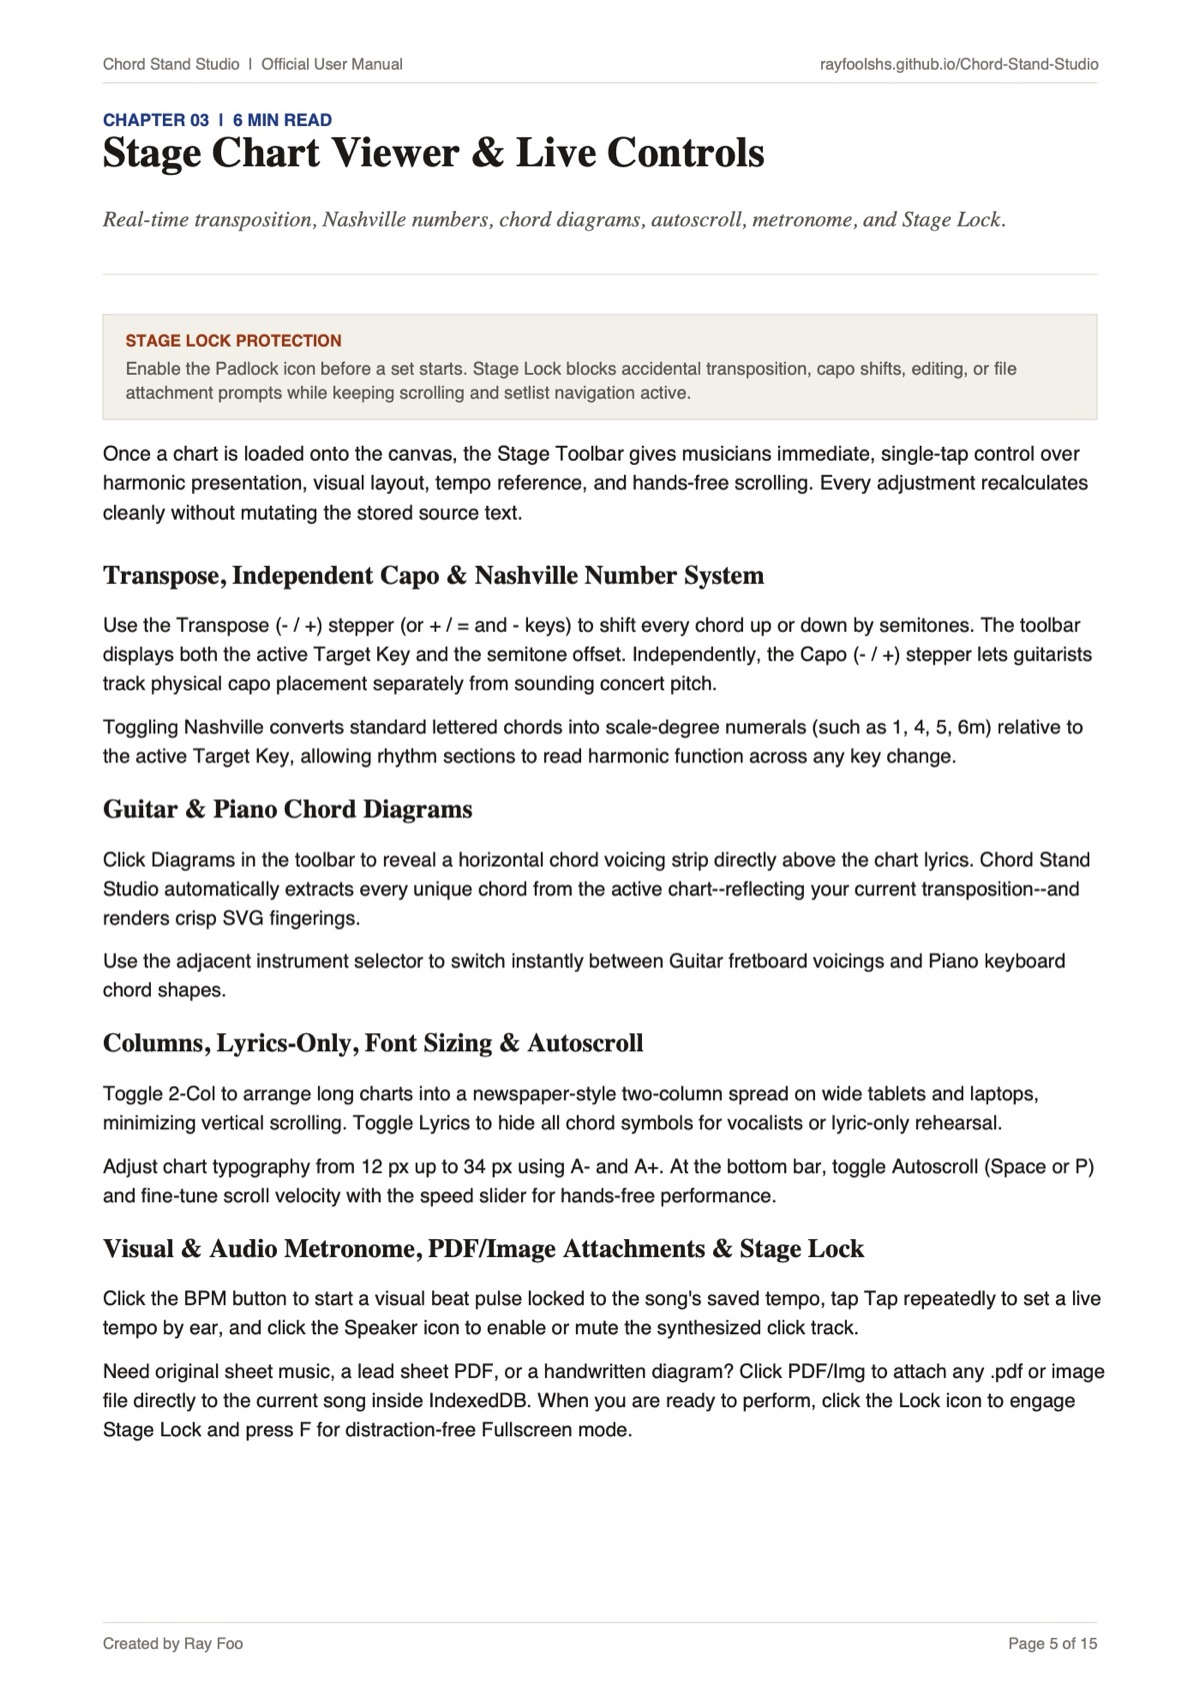 Chord Stand Studio | Official User Manual
rayfoolshs.github.io/Chord-Stand-Studio
CHAPTER 03 | 6 MIN READ
Stage Chart Viewer & Live Controls
Real-time transposition, Nashville numbers, chord diagrams, autoscroll, metronome, and Stage Lock.
STAGE LOCK PROTECTION
Enable the Padlock icon before a set starts. Stage Lock blocks accidental transposition, capo shifts, editing, or file
attachment prompts while keeping scrolling and setlist navigation active.
Once a chart is loaded onto the canvas, the Stage Toolbar gives musicians immediate, single-tap control over
harmonic presentation, visual layout, tempo reference, and hands-free scrolling. Every adjustment recalculates
cleanly without mutating the stored source text.
Transpose, Independent Capo & Nashville Number System
Use the Transpose (- / +) stepper (or + / = and - keys) to shift every chord up or down by semitones. The toolbar
displays both the active Target Key and the semitone offset. Independently, the Capo (- / +) stepper lets guitarists
track physical capo placement separately from sounding concert pitch.
Toggling Nashville converts standard lettered chords into scale-degree numerals (such as 1, 4, 5, 6m) relative to
the active Target Key, allowing rhythm sections to read harmonic function across any key change.
Guitar & Piano Chord Diagrams
Click Diagrams in the toolbar to reveal a horizontal chord voicing strip directly above the chart lyrics. Chord Stand
Studio automatically extracts every unique chord from the active chart--reflecting your current transposition--and
renders crisp SVG fingerings.
Use the adjacent instrument selector to switch instantly between Guitar fretboard voicings and Piano keyboard
chord shapes.
Columns, Lyrics-Only, Font Sizing & Autoscroll
Toggle 2-Col to arrange long charts into a newspaper-style two-column spread on wide tablets and laptops,
minimizing vertical scrolling. Toggle Lyrics to hide all chord symbols for vocalists or lyric-only rehearsal.
Adjust chart typography from 12 px up to 34 px using A- and A+. At the bottom bar, toggle Autoscroll (Space or P)
and fine-tune scroll velocity with the speed slider for hands-free performance.
Visual & Audio Metronome, PDF/Image Attachments & Stage Lock
Click the BPM button to start a visual beat pulse locked to the song's saved tempo, tap Tap repeatedly to set a live
tempo by ear, and click the Speaker icon to enable or mute the synthesized click track.
Need original sheet music, a lead sheet PDF, or a handwritten diagram? Click PDF/Img to attach any .pdf or image
file directly to the current song inside IndexedDB. When you are ready to perform, click the Lock icon to engage
Stage Lock and press F for distraction-free Fullscreen mode.
Created by Ray Foo
Page 5 of 15